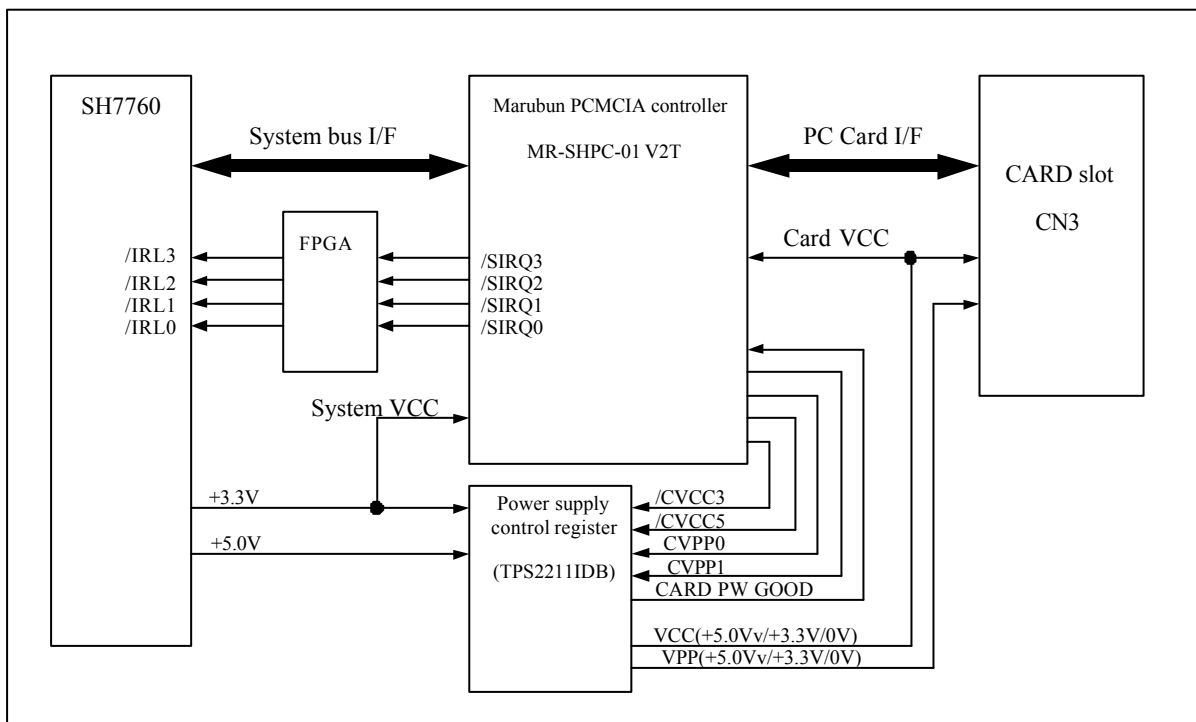 SH7760
Marubun PCMCIA controller
MR-SHPC-01 V2T
System bus I/F
PC Card I/F
CARD slot
CN3
FPGA
Card VCC
/IRL3
/IRL2
/IRL1
/IRL0
/SIRQ3
/SIRQ2
/SIRQ1
/SIRQ0
System VCC
+3.3V
+5.0V
Power supply
control register
(TPS2211IDB)
/CVCC3
/CVCC5
CVPP0
CVPP1
CARD PW GOOD
VCC(+5.0Vv/+3.3V/0V)
VPP(+5.0Vv/+3.3V/0V)